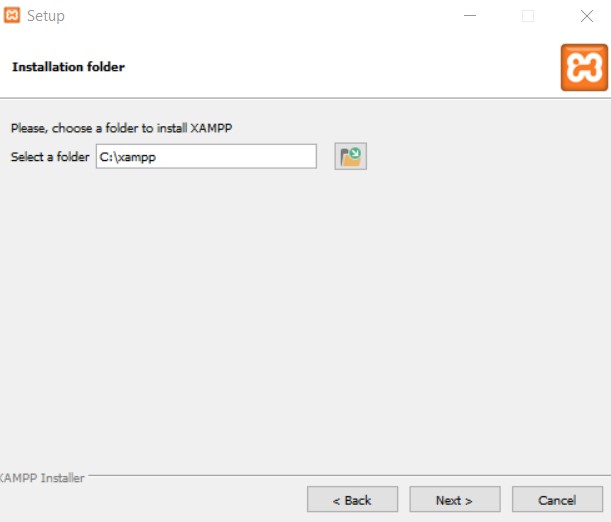 Setup
Installation folder
Please, choose a folder to install XAMPP
Select a folder C:\xampp
XAMPP Installer
< Back Next > Cancel